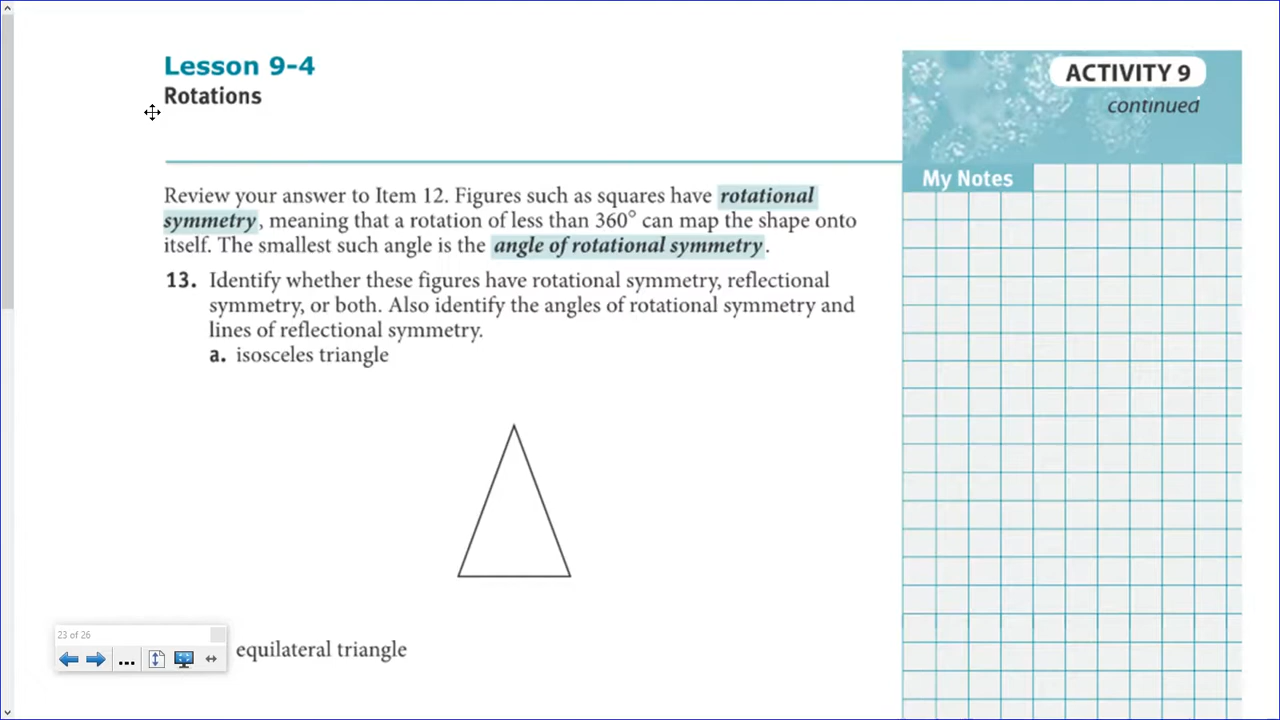 Lesson 9-4
Rotations
ACTIVITY 9
continued
My Notes
Review your answer to Item 12. Figures such as squares have rotational
symmetry, meaning that a rotation of less than 360° can map the shape onto
itself. The smallest such angle is the angle of rotational symmetry.
13. Identify whether these figures have rotational symmetry, reflectional
symmetry, or both. Also identify the angles of rotational symmetry and
lines of reflectional symmetry.
a. isosceles triangle
23 of 26
equilateral triangle